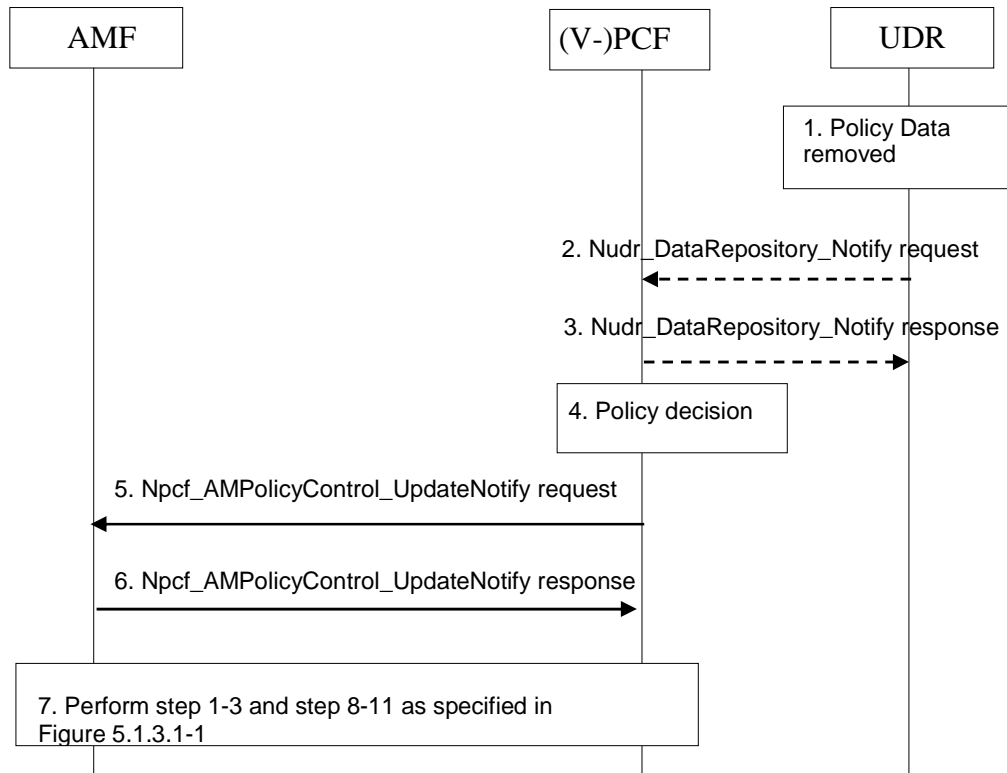 AMF
(V-)PCF
UDR
1. Policy Data
removed
2. Nudr_DataRepository_Notify request
3. Nudr_DataRepository_Notify response
4. Policy decision
5. Npcf_AMPolicyControl_UpdateNotify request
6. Npcf_AMPolicyControl_UpdateNotify response
7. Perform step 1-3 and step 8-11 as specified in
Figure 5.1.3.1-1